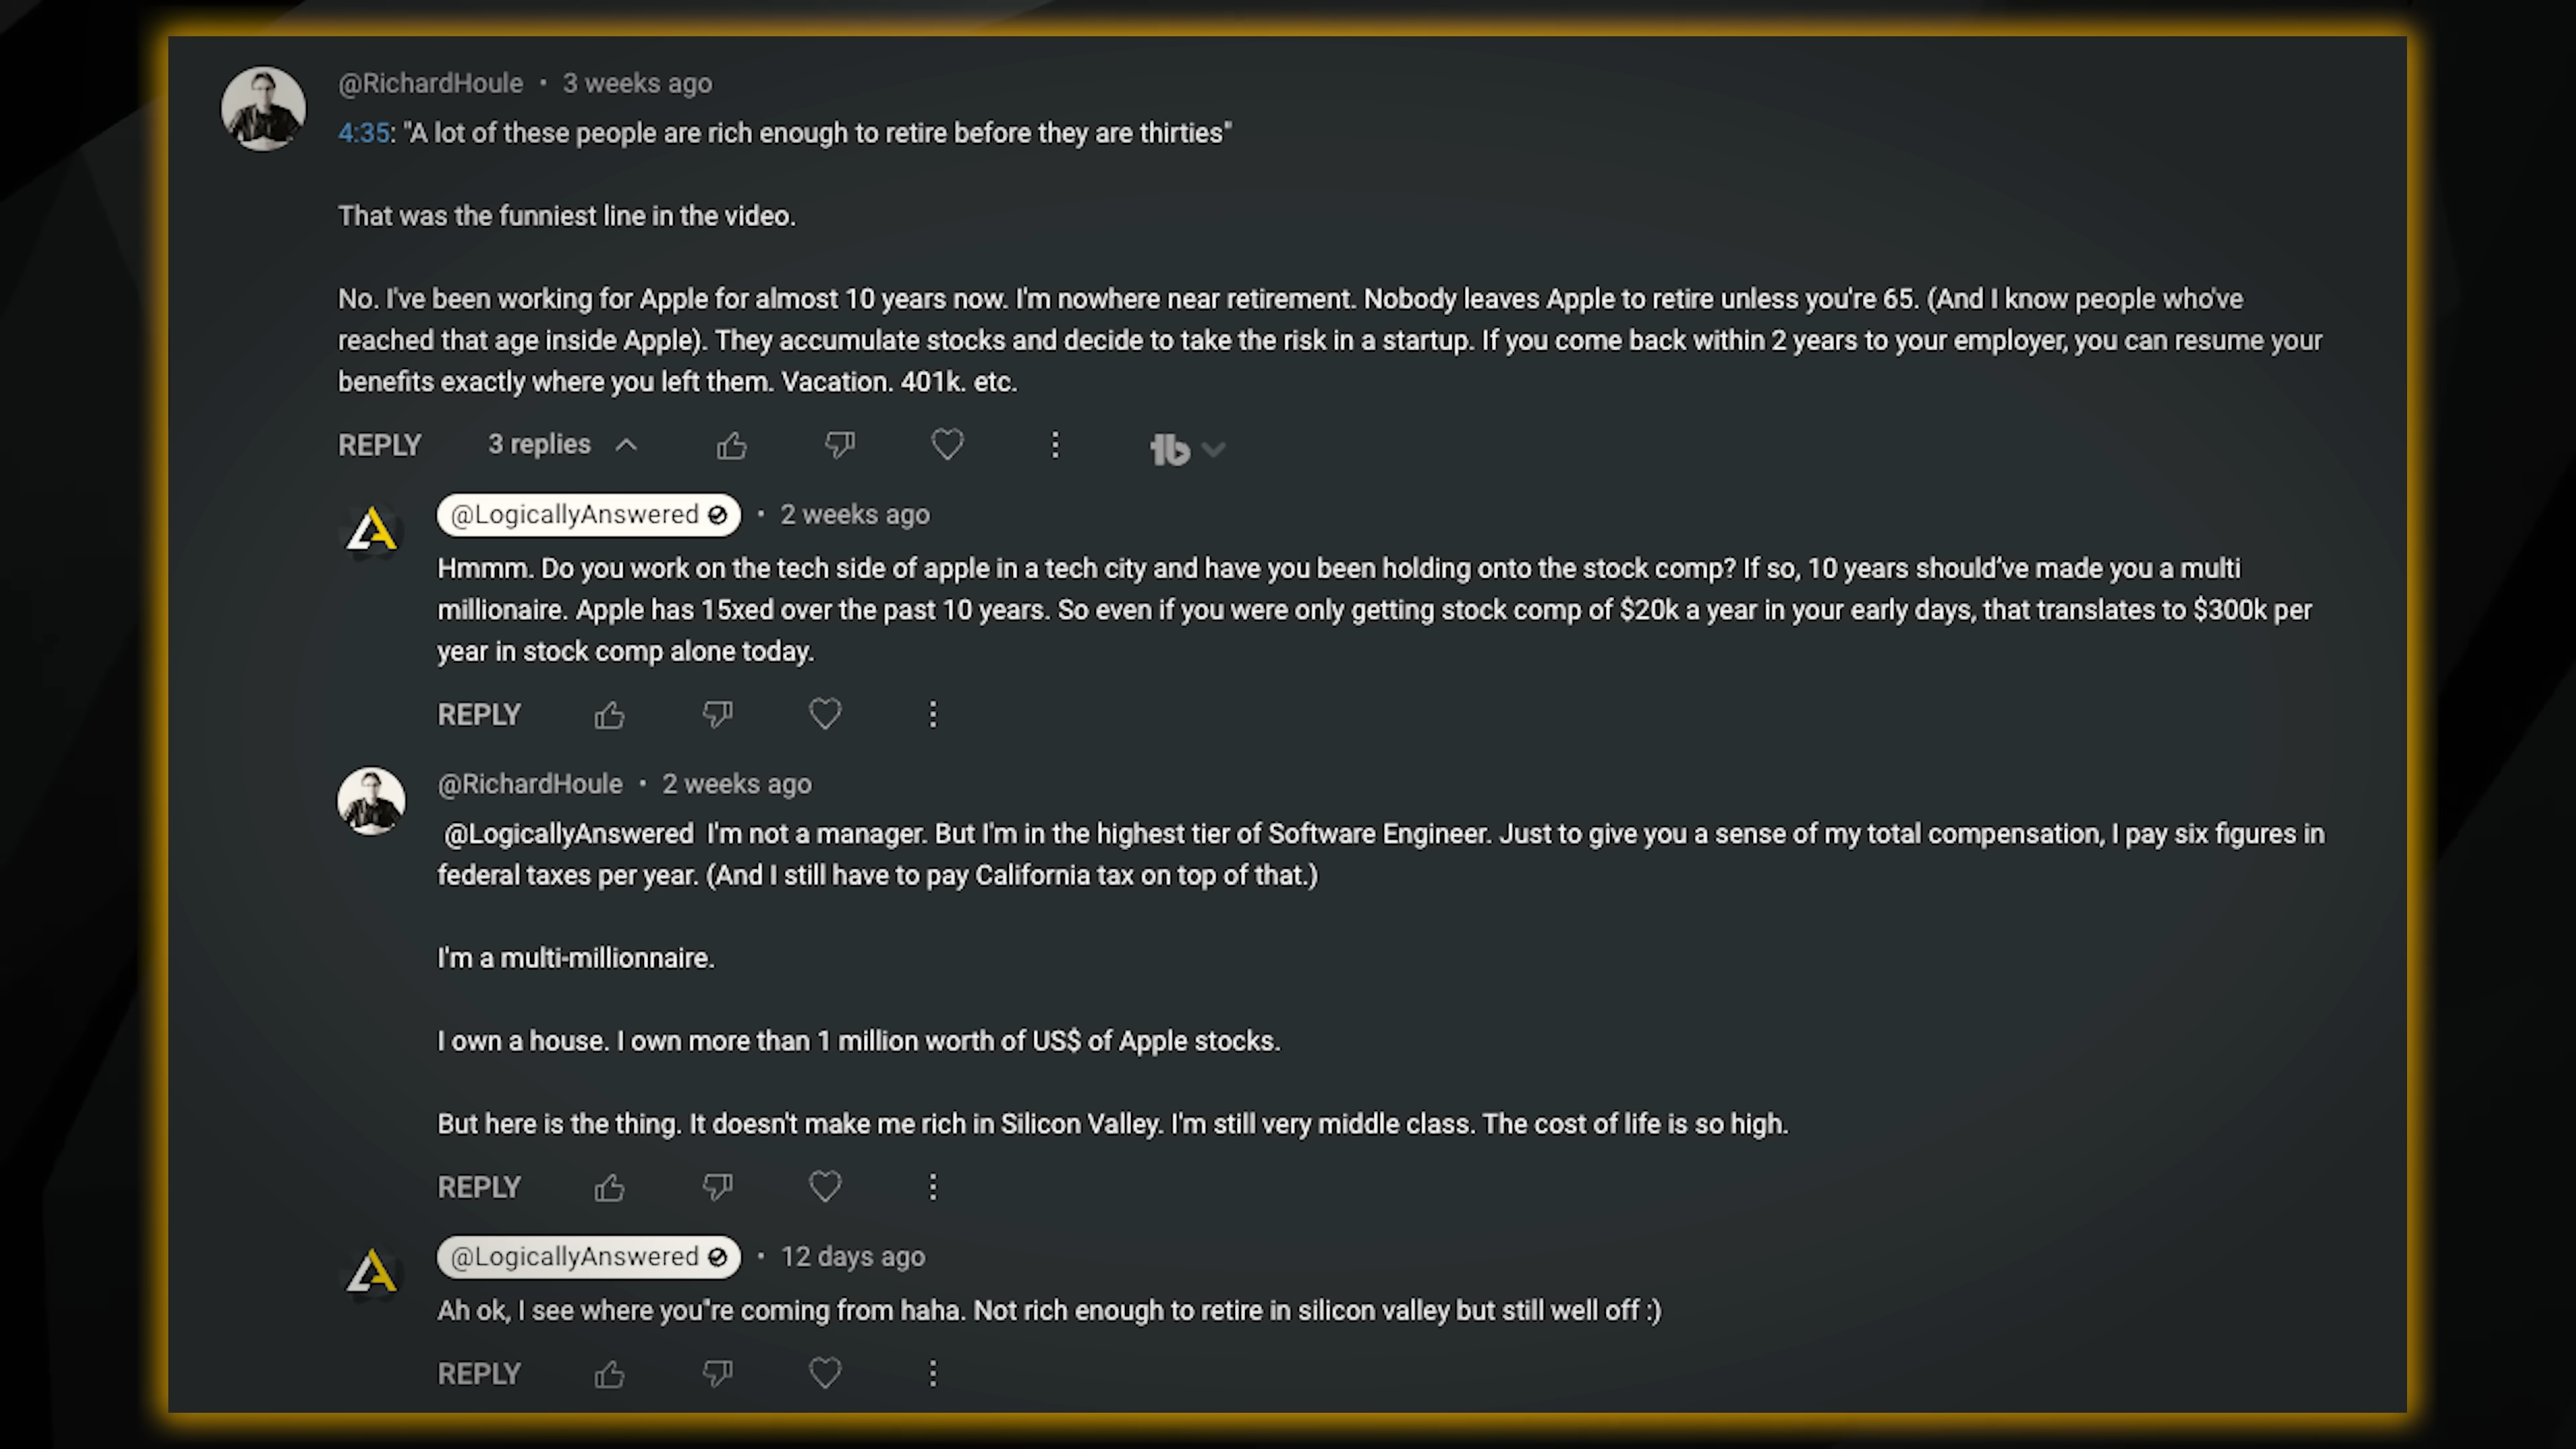 @RichardHoule • 3 weeks ago
4:35: "A lot of these people are rich enough to retire before they are thirties"
That was the funniest line in the video.
No. I've been working for Apple for almost 10 years now. I'm nowhere near retirement. Nobody leaves Apple to retire unless you're 65. (And I know people who've
reached that age inside Apple). They accumulate stocks and decide to take the risk in a startup. If you come back within 2 years to your employer, you can resume your
benefits exactly where you left them. Vacation. 401k. etc.
REPLY 3 replies
tb
@LogicallyAnswered • 2 weeks ago
Hmmm. Do you work on the tech side of apple in a tech city and have you been holding onto the stock comp? If so, 10 years should've made you a multi
millionaire. Apple has 15xed over the past 10 years. So even if you were only getting stock comp of $20k a year in your early days, that translates to $300k per
year in stock comp alone today.
REPLY
@RichardHoule • 2 weeks ago
@LogicallyAnswered I'm not a manager. But I'm in the highest tier of Software Engineer. Just to give you a sense of my total compensation, I pay six figures in
federal taxes per year. (And I still have to pay California tax on top of that.)
I'm a multi-millionnaire.
I own a house. I own more than 1 million worth of US$ of Apple stocks.
But here is the thing. It doesn't make me rich in Silicon Valley. I'm still very middle class. The cost of life is so high.
REPLY
@LogicallyAnswered • 12 days ago
Ah ok, I see where you"re coming from haha. Not rich enough to retire in silicon valley but still well off :)
REPLY